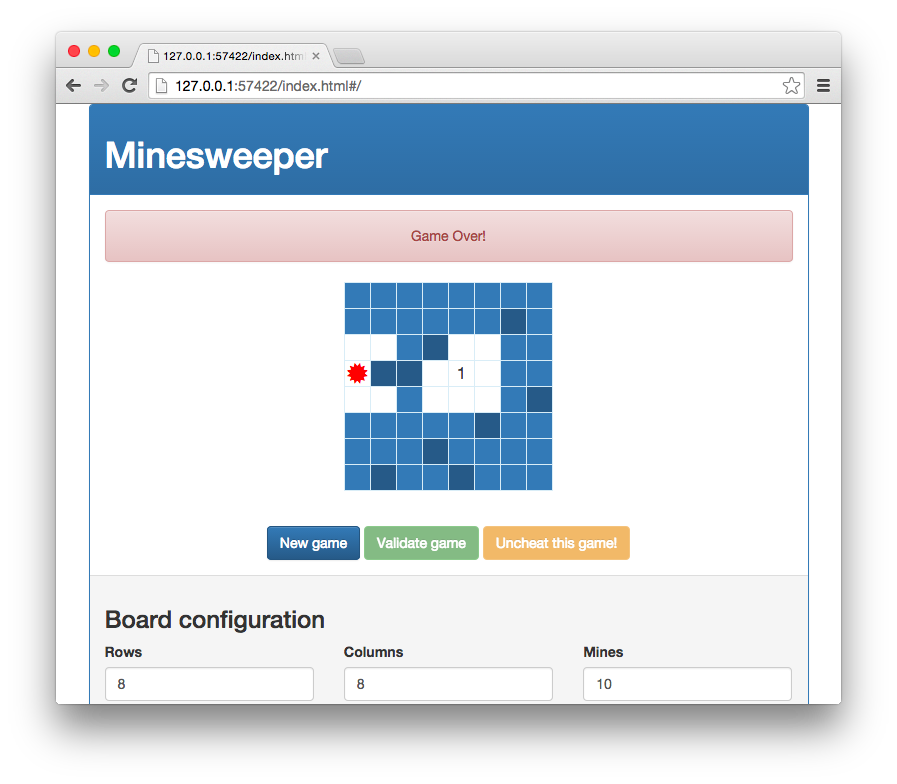 127.0.0.1:57422/index.htm
127.0.0.1:57422/index.html#/
Minesweeper
Game Over!
1
New game Validate game Uncheat this game!
Board configuration
Rows Columns Mines
8 8 10